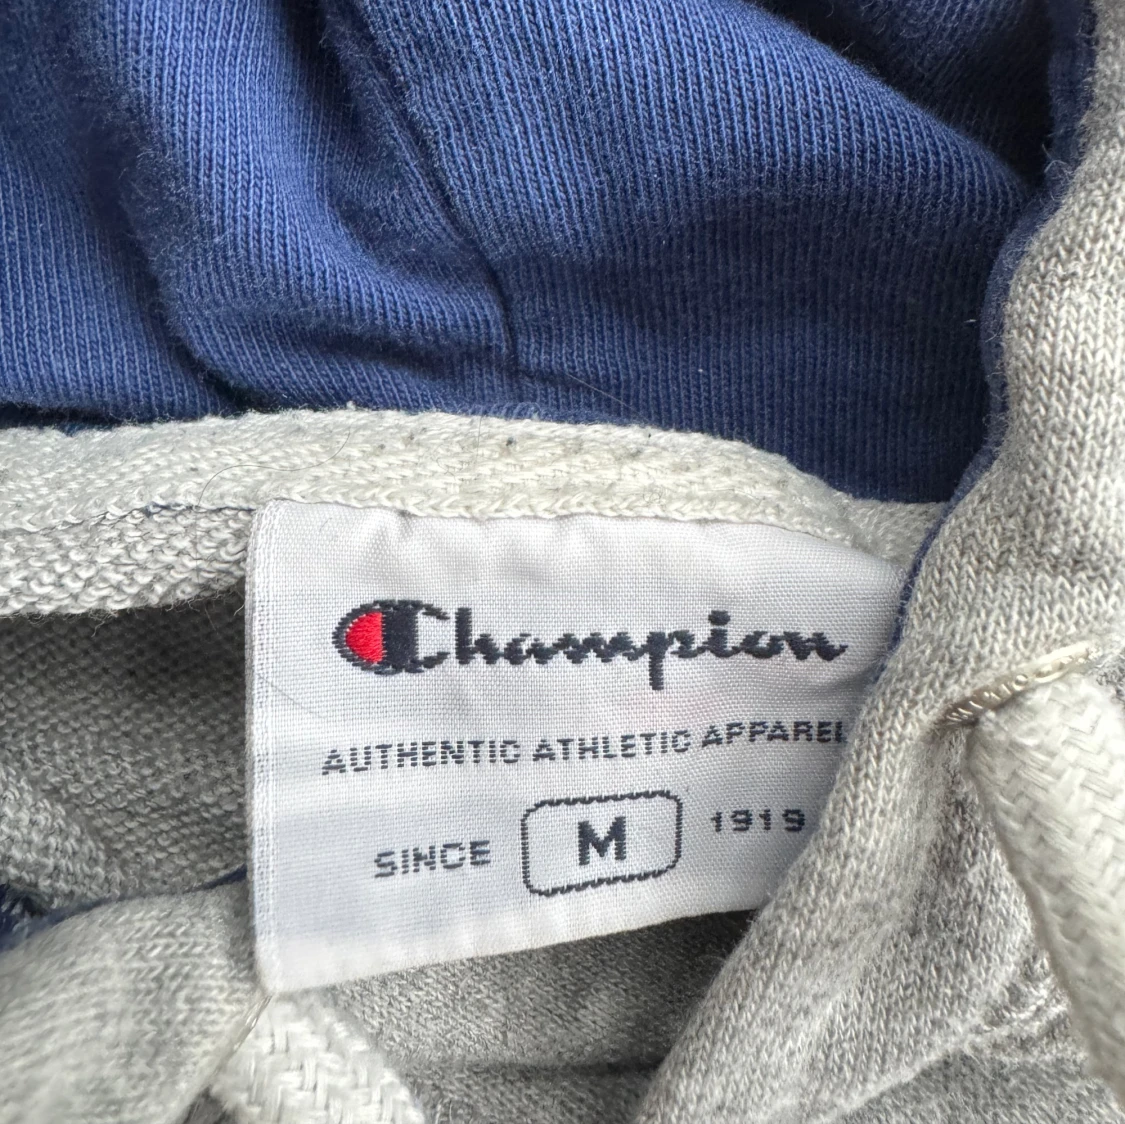 Champion
AUTHENTIC ATHLETIC APPAREL
SINCE M 1919